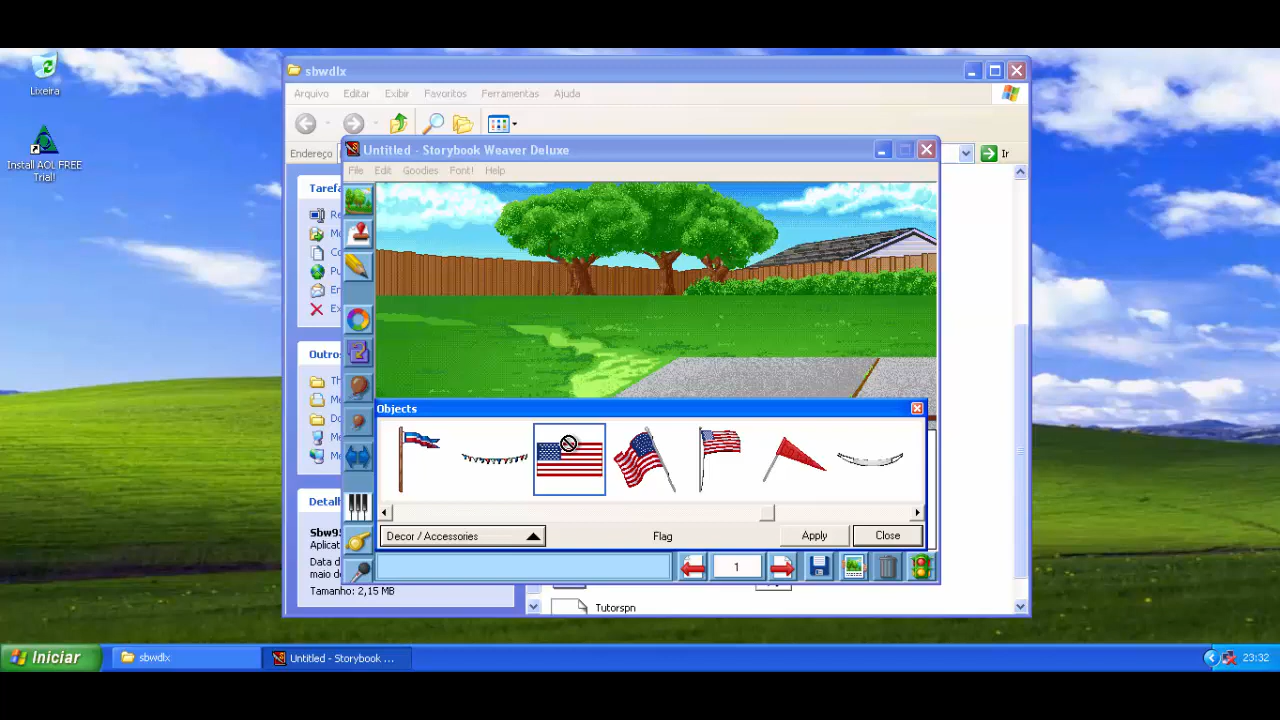 Lixeira
Install AOL FREE
Trial!
sbwdlx
Arquivo Editar Exibir Favoritos Ferramentas Ajuda
Endereço
Ir
Untitled - Storybook Weaver Deluxe
File Edit Goodies Font! Help
Tarefa
Outros
Detalh
Sbw95
Aplicat
Data d
maio d
Tamanho: 2,15 MB
Objects
Decor / Accessories
Flag
Apply
Close
1
Tutorspn
Iniciar
sbwdlx
Untitled - Storybook ...
23:32